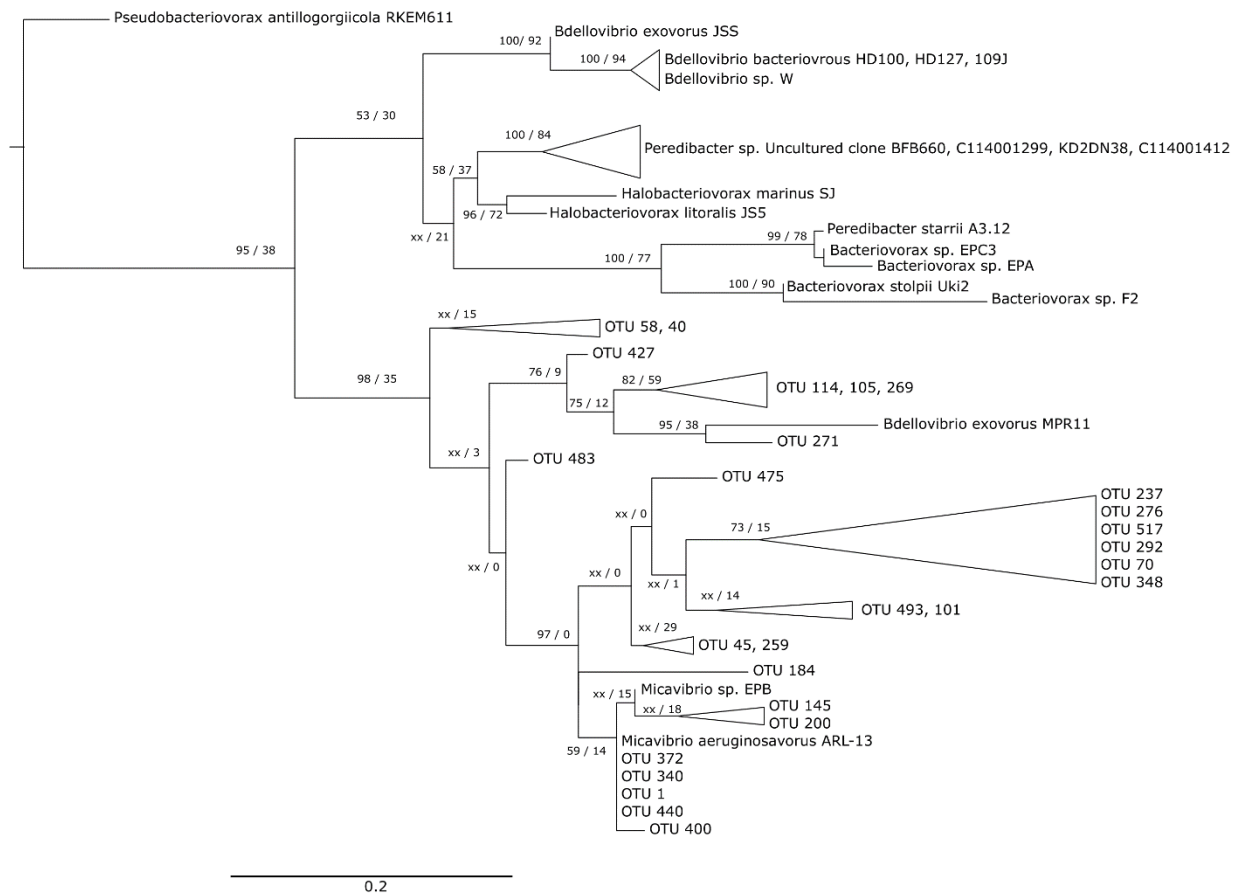 Pseudobacteriovorax antillogorgiicola RKEM611
Bdellovibrio exovorus JSS
100/ 92
100 / 94
Bdellovibrio bacteriovrous HD100, HD127, 109J
Bdellovibrio sp. W
53 / 30
100 / 84
Peredibacter sp. Uncultured clone BFB660, C114001299, KD2DN38, C114001412
58 / 37
Halobacteriovorax marinus SJ
96 / 72
Halobacteriovorax litoralis JS5
xx / 21
Peredibacter starrii A3.12
99 / 78
95 / 38
Bacteriovorax sp. EPC3
100 / 77
Bacteriovorax sp. EPA
100 / 90
Bacteriovorax stolpii Uki2
Bacteriovorax sp. F2
xx / 15
OTU 58, 40
OTU 427
76 / 9
98 / 35
82 / 59
OTU 114, 105, 269
75 / 12
95 / 38
Bdellovibrio exovorus MPR11
OTU 271
xx / 3
OTU 483
OTU 475
OTU 237
OTU 276
xx / 0
73 / 15
OTU 517
OTU 292
OTU 70
OTU 348
xx / 0
xx / 0
xx / 1
xx / 14
OTU 493, 101
97 / 0
xx / 29
OTU 45, 259
OTU 184
xx / 15
Micavibrio sp. EPB
xx / 18
OTU 145
OTU 200
59 / 14
Micavibrio aeruginosavorus ARL-13
OTU 372
OTU 340
OTU 1
OTU 440
OTU 400
0.2